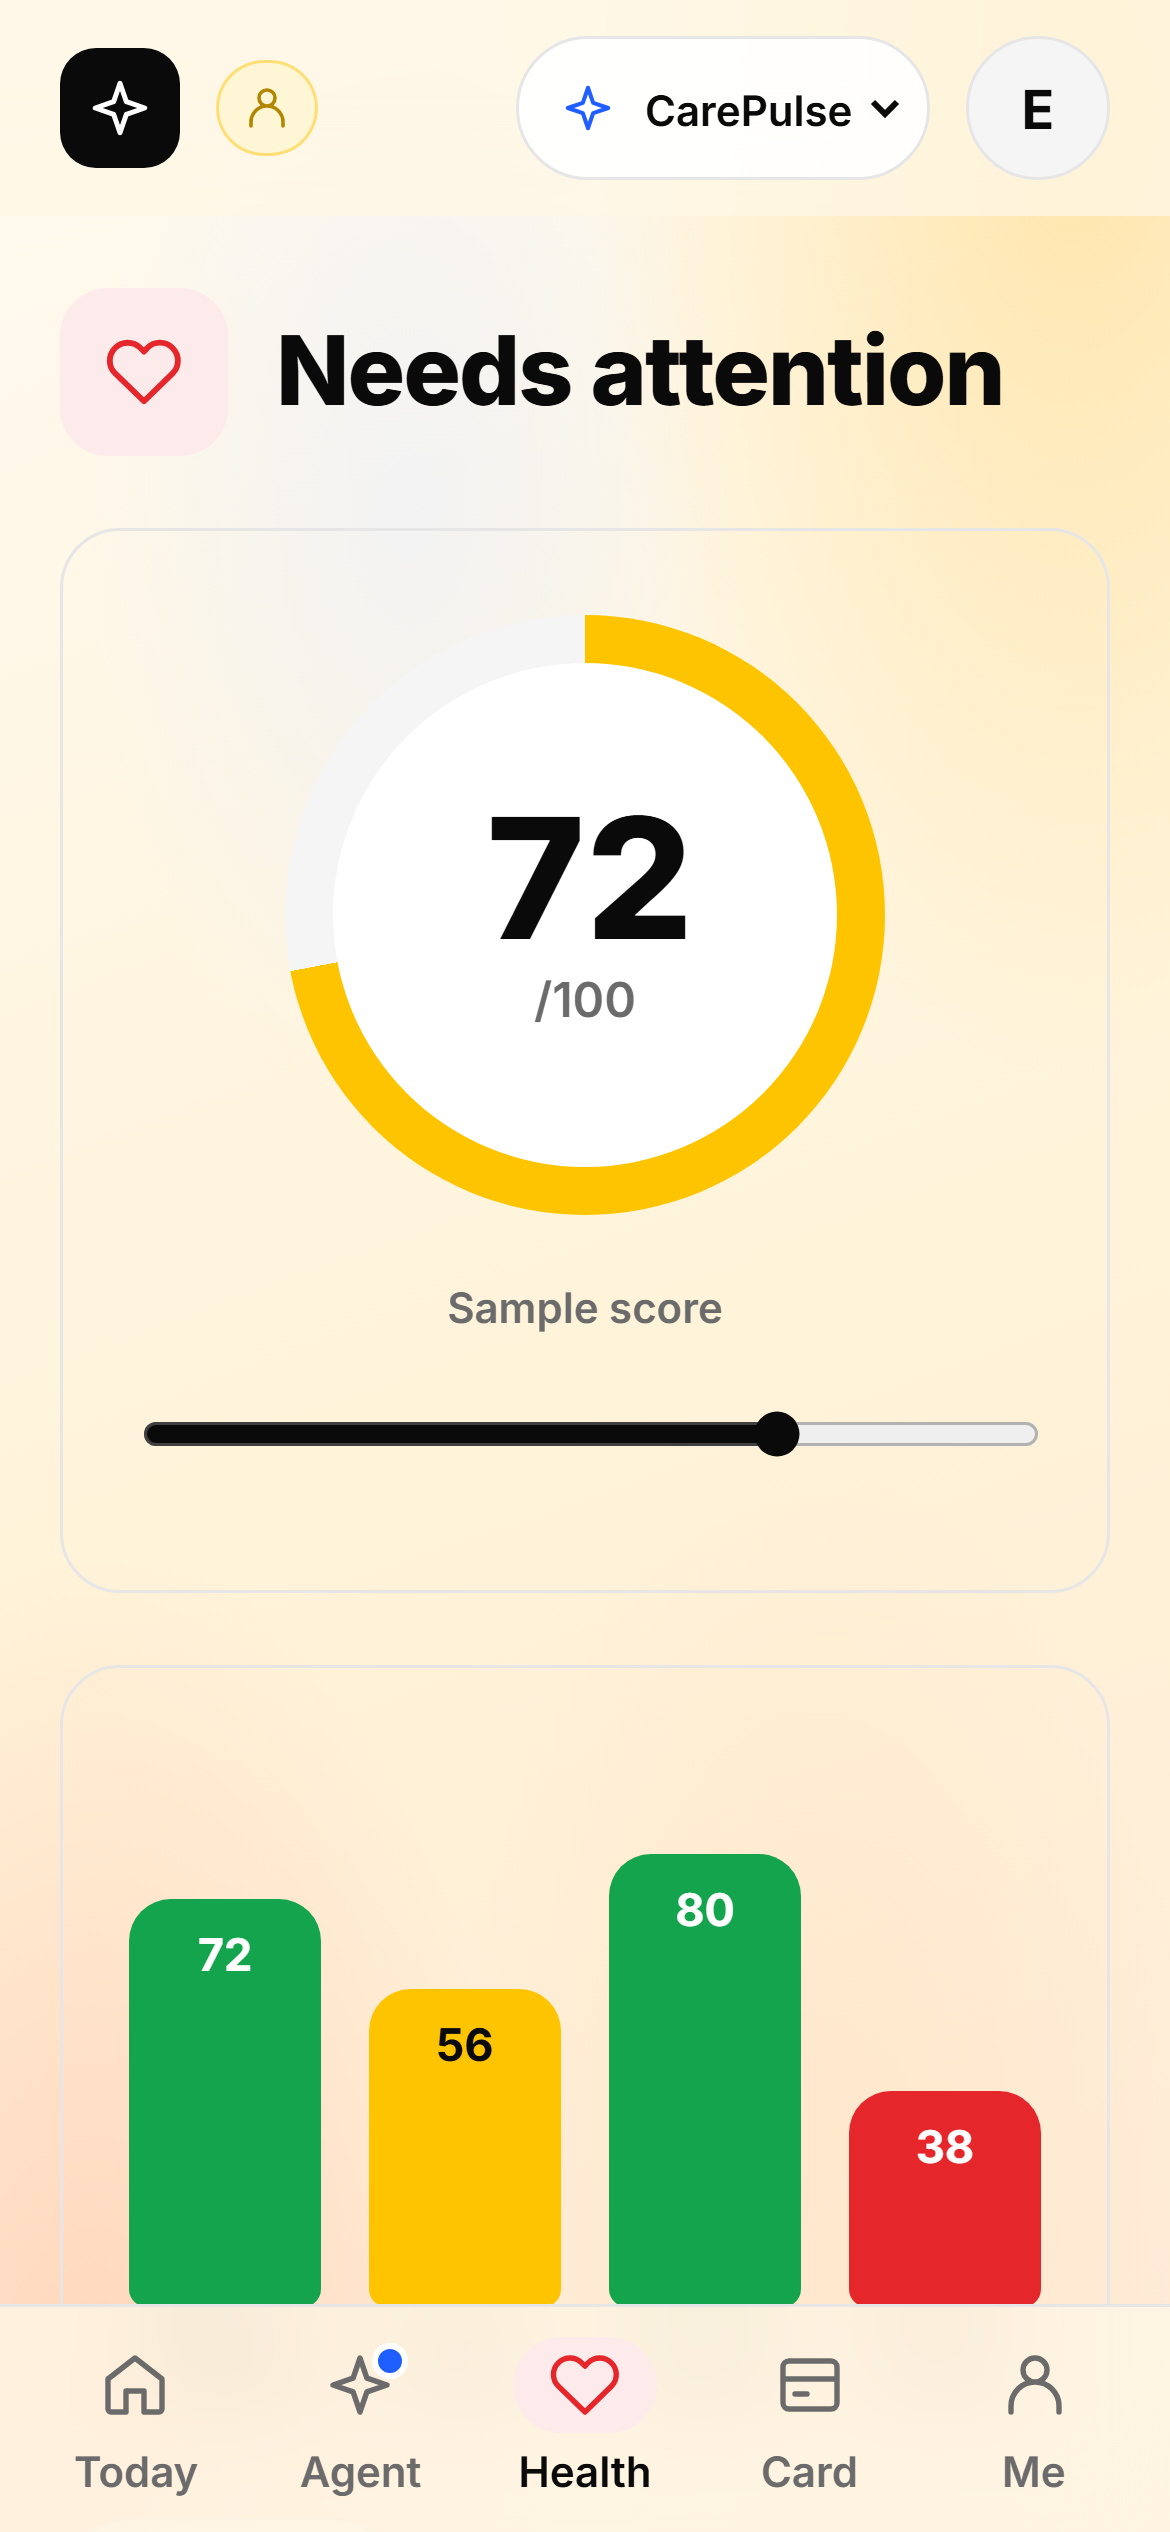 CarePulse
E
Needs attention
72
/100
Sample score
72
56
80
38
Today
Agent
Health
Card
Me